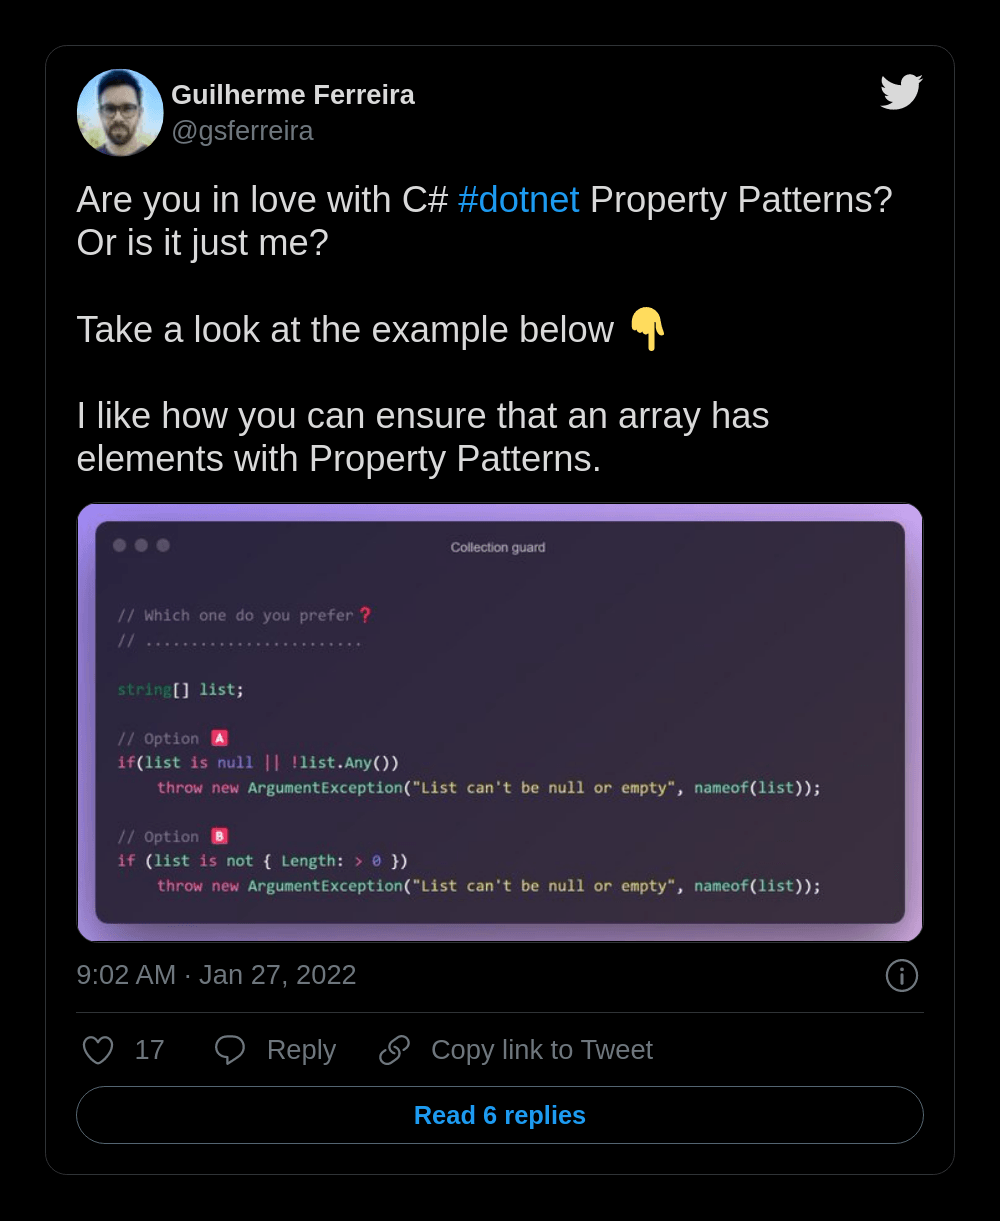 Guilherme Ferreira
@gsferreira
Are you in love with C# #dotnet Property Patterns?
Or is it just me?
Take a look at the example below 👇
I like how you can ensure that an array has
elements with Property Patterns.
Collection guard
// Which one do you prefer❓
// ........................
string[] list;
// Option 🅰
if(list is null || !list.Any())
throw new ArgumentException("List can't be null or empty", nameof(list));
// Option 🅱
if (list is not { Length: > 0 })
throw new ArgumentException("List can't be null or empty", nameof(list));
9:02 AM · Jan 27, 2022
17 Reply Copy link to Tweet
Read 6 replies